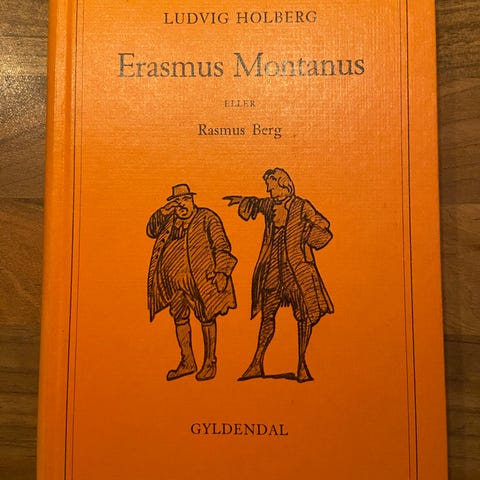 LUDVIG HOLBERG
Erasmus Montanus
ELLER
Rasmus Berg
GYLDENDAL